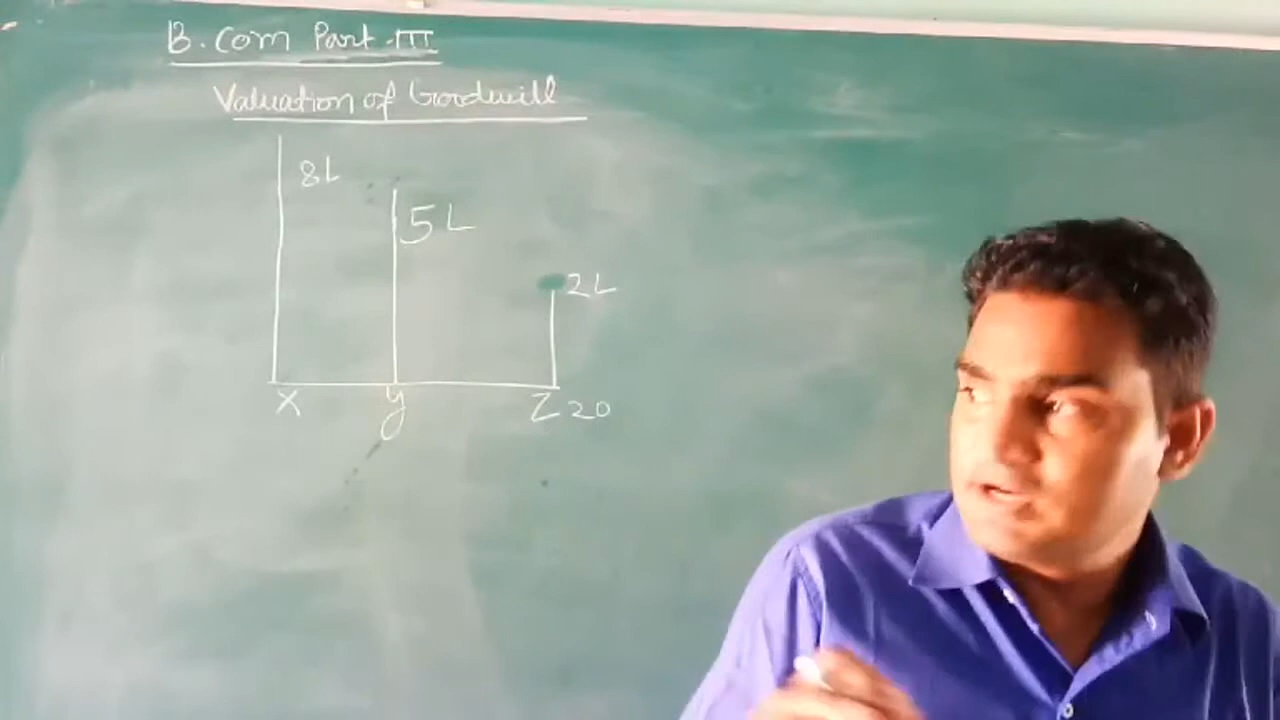 B. Com Part-III
Valuation of Goodwill
8L
5L
2L
X y Z 20